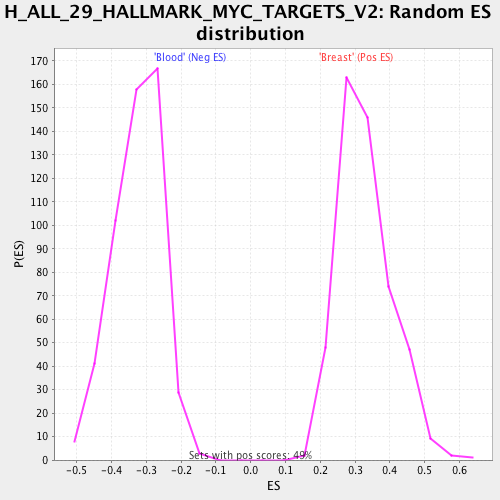 H_ALL_29_HALLMARK_MYC_TARGETS_V2: Random ES
distribution
'Blood' (Neg ES) 'Breast' (Pos ES)
170
160
150
140
130
120
110
100
90
80
70
60
50
40
30
20
10
0
P(ES)
Sets with pos scores: 49%
-0.5 -0.4 -0.3 -0.2 -0.1 0.0 0.1 0.2 0.3 0.4 0.5 0.6
ES